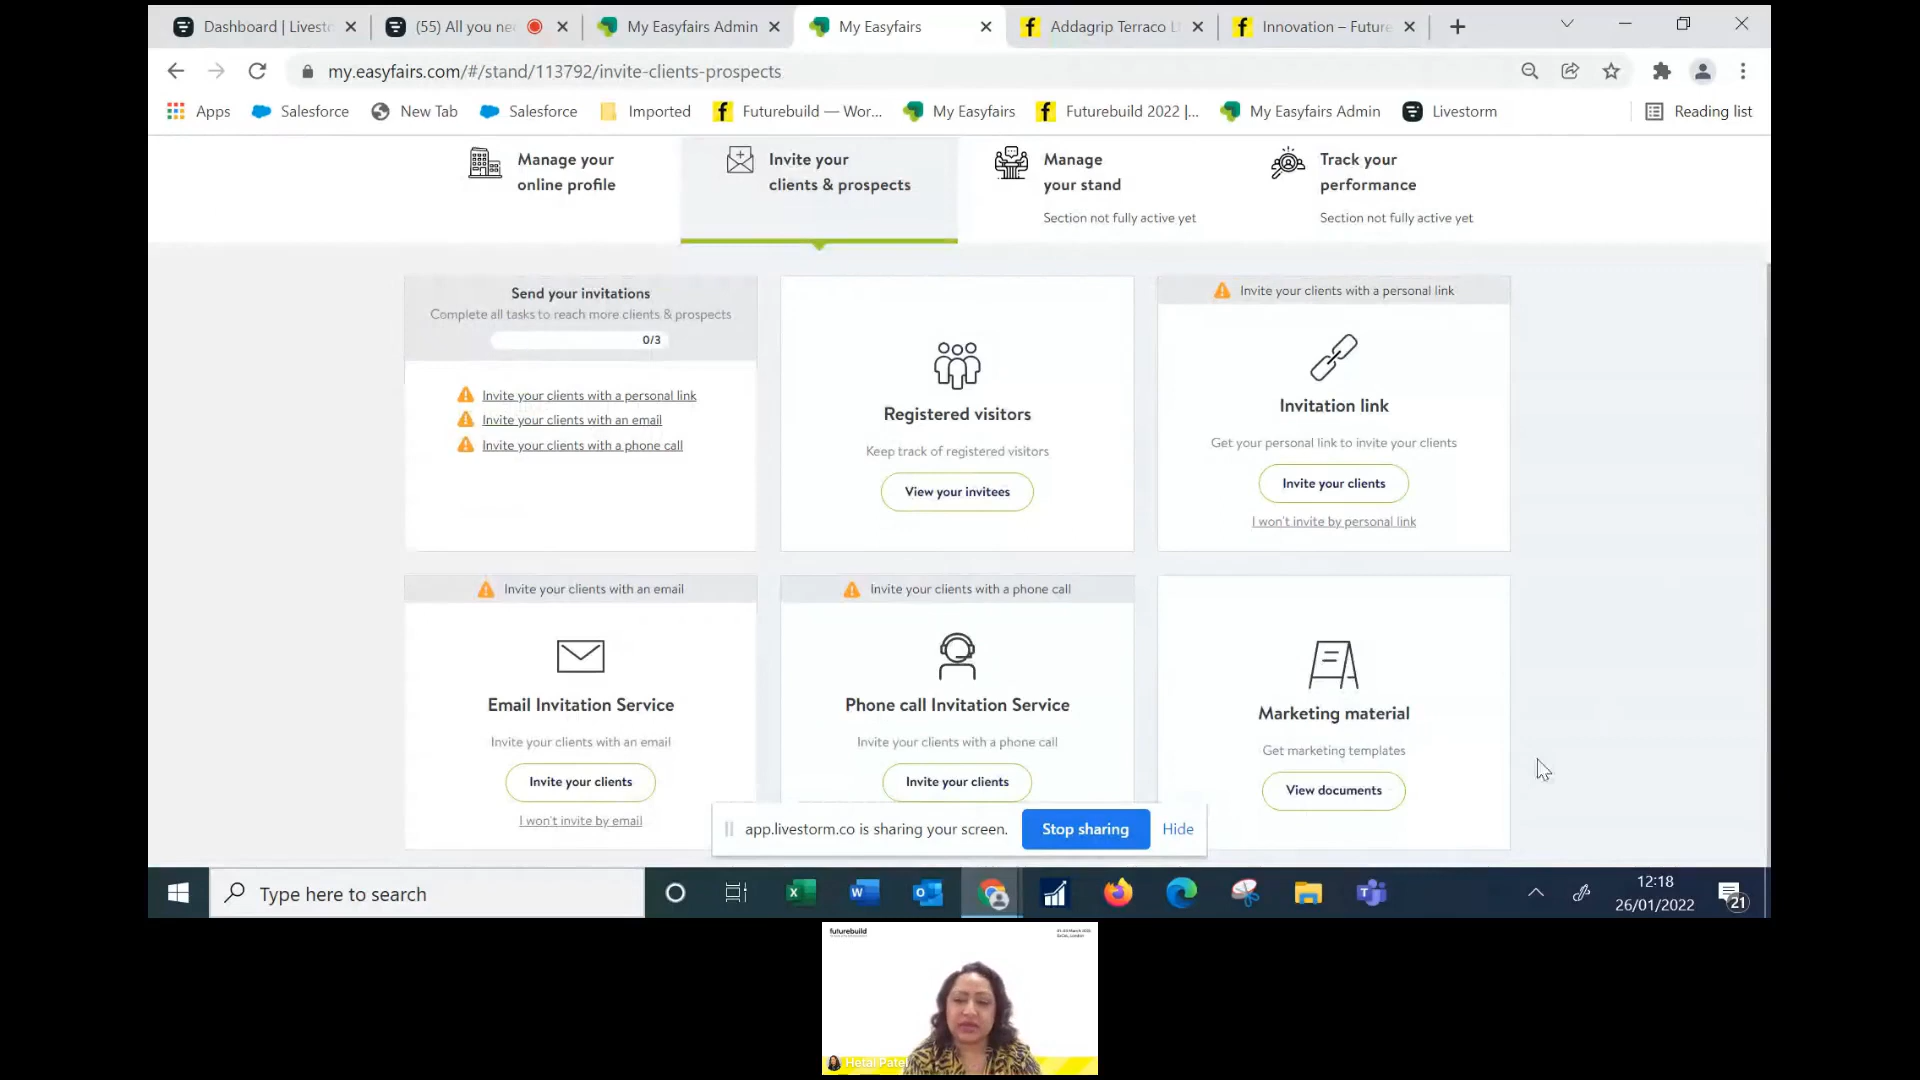 Dashboard | Livesto
(55) All you nee
My Easyfairs Admin
My Easyfairs
Addagrip Terraco L
Innovation – Future
my.easyfairs.com/#/stand/113792/invite-clients-prospects
Apps
Salesforce
New Tab
Salesforce
Imported
Futurebuild — Wor...
My Easyfairs
Futurebuild 2022 |...
My Easyfairs Admin
Livestorm
Reading list
Manage your
online profile
Invite your
clients & prospects
Manage
your stand
Section not fully active yet
Track your
performance
Section not fully active yet
Send your invitations
Complete all tasks to reach more clients & prospects
0/3
Invite your clients with a personal link
Invite your clients with an email
Invite your clients with a phone call
Registered visitors
Keep track of registered visitors
View your invitees
Invite your clients with a personal link
Invitation link
Get your personal link to invite your clients
Invite your clients
I won't invite by personal link
Invite your clients with an email
Email Invitation Service
Invite your clients with an email
Invite your clients
I won't invite by email
Invite your clients with a phone call
Phone call Invitation Service
Invite your clients with a phone call
Invite your clients
Marketing material
Get marketing templates
View documents
app.livestorm.co is sharing your screen.
Stop sharing
Hide
Type here to search
12:18
26/01/2022
21
futurebuild
Hetal Patel